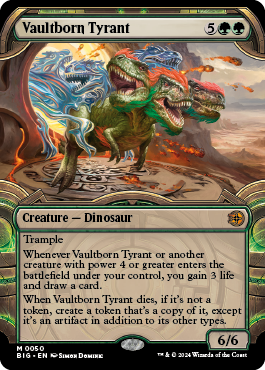 Vaultborn Tyrant 5
Creature — Dinosaur
Trample
Whenever Vaultborn Tyrant or another
creature with power 4 or greater enters the
battlefield under your control, you gain 3 life
and draw a card.
When Vaultborn Tyrant dies, if it's not a
token, create a token that's a copy of it, except
it's an artifact in addition to its other types.
6/6
M 0050
BIG • EN Simon Dominic ™ & © 2024 Wizards of the Coast